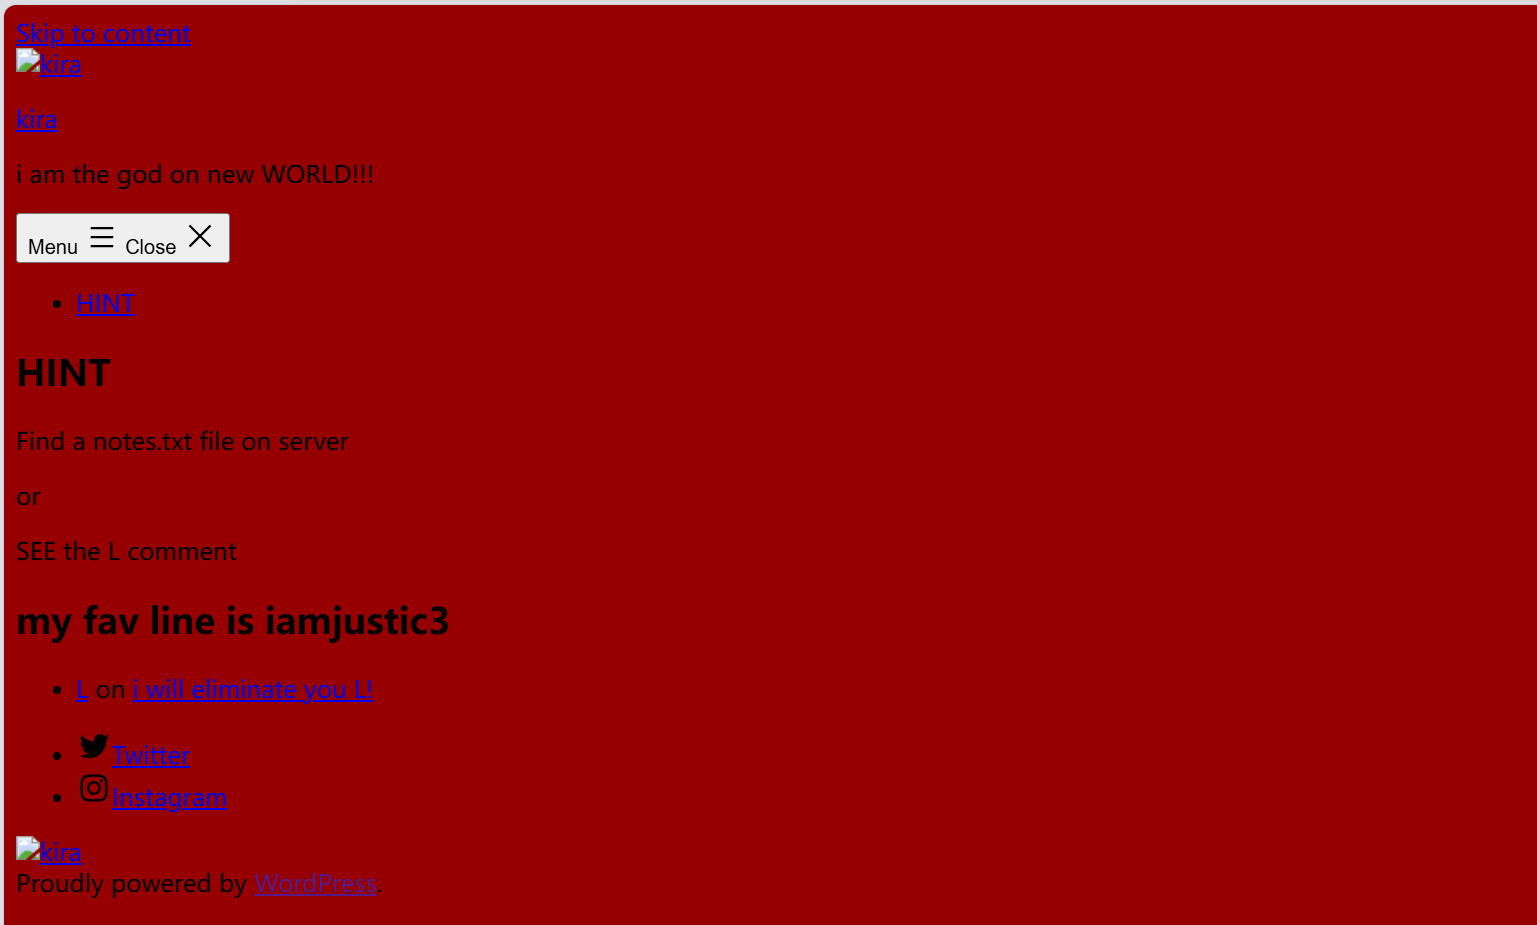 Skip to content
kira
kira
i am the god on new WORLD!!!
Menu Close
HINT
HINT
Find a notes.txt file on server
or
SEE the L comment
my fav line is iamjustic3
L on i will eliminate you L!
Twitter
Instagram
kira
Proudly powered by WordPress.